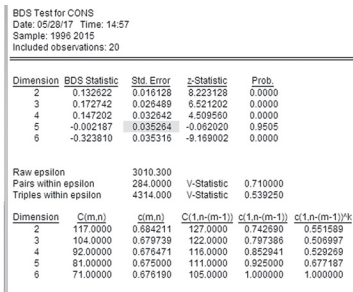 BDS Test for CONS
Date: 05/28/17 Time: 14:57
Sample: 1996 2015
Included observations: 20
Dimension BDS Statistic Std. Error z-Statistic Prob.
2 0.132622 0.016128 8.223128 0.0000
3 0.172742 0.026489 6.521202 0.0000
4 0.147202 0.032642 4.509560 0.0000
5 -0.002187 0.035264 -0.062020 0.9505
6 -0.323810 0.035316 -9.169002 0.0000
Raw epsilon 3010.300
Pairs within epsilon 284.0000 V-Statistic 0.710000
Triples within epsilon 4314.000 V-Statistic 0.539250
Dimension C(m,n) c(m,n) C(1,n-(m-1)) c(1,n-(m-1)) c(1,n-(m-1))^k
2 117.0000 0.684211 127.0000 0.742690 0.551589
3 104.0000 0.679739 122.0000 0.797386 0.506997
4 92.00000 0.676471 116.0000 0.852941 0.529269
5 81.00000 0.675000 111.0000 0.925000 0.677187
6 71.00000 0.676190 105.0000 1.000000 1.000000